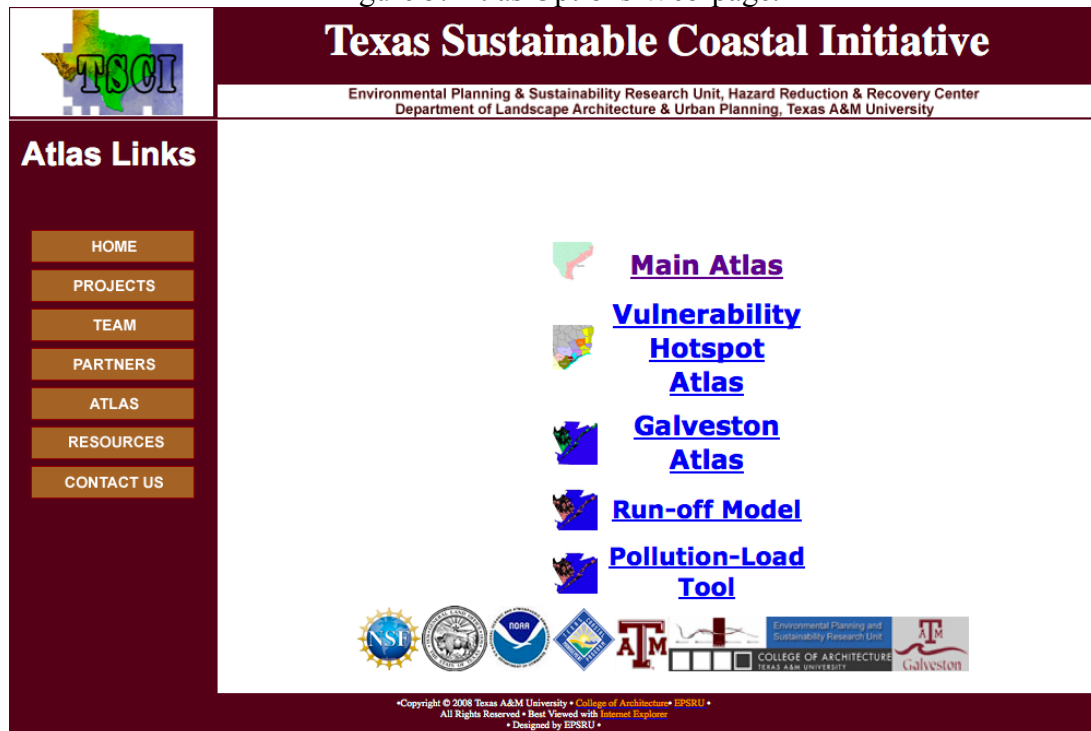 Texas Sustainable Coastal Initiative
TSCI
Environmental Planning & Sustainability Research Unit, Hazard Reduction & Recovery Center
Department of Landscape Architecture & Urban Planning, Texas A&M University
Atlas Links
HOME
PROJECTS
TEAM
PARTNERS
ATLAS
RESOURCES
CONTACT US
Main Atlas
Vulnerability
Hotspot
Atlas
Galveston
Atlas
Run-off Model
Pollution-Load
Tool
NSF
NOAA
A&M
Environmental Planning and
Sustainability Research Unit
COLLEGE OF ARCHITECTURE
TEXAS A&M UNIVERSITY
A&M
Galveston
•Copyright © 2008 Texas A&M University • College of Architecture• EPSRU •
All Rights Reserved • Best Viewed with Internet Explorer
• Designed by EPSRU •